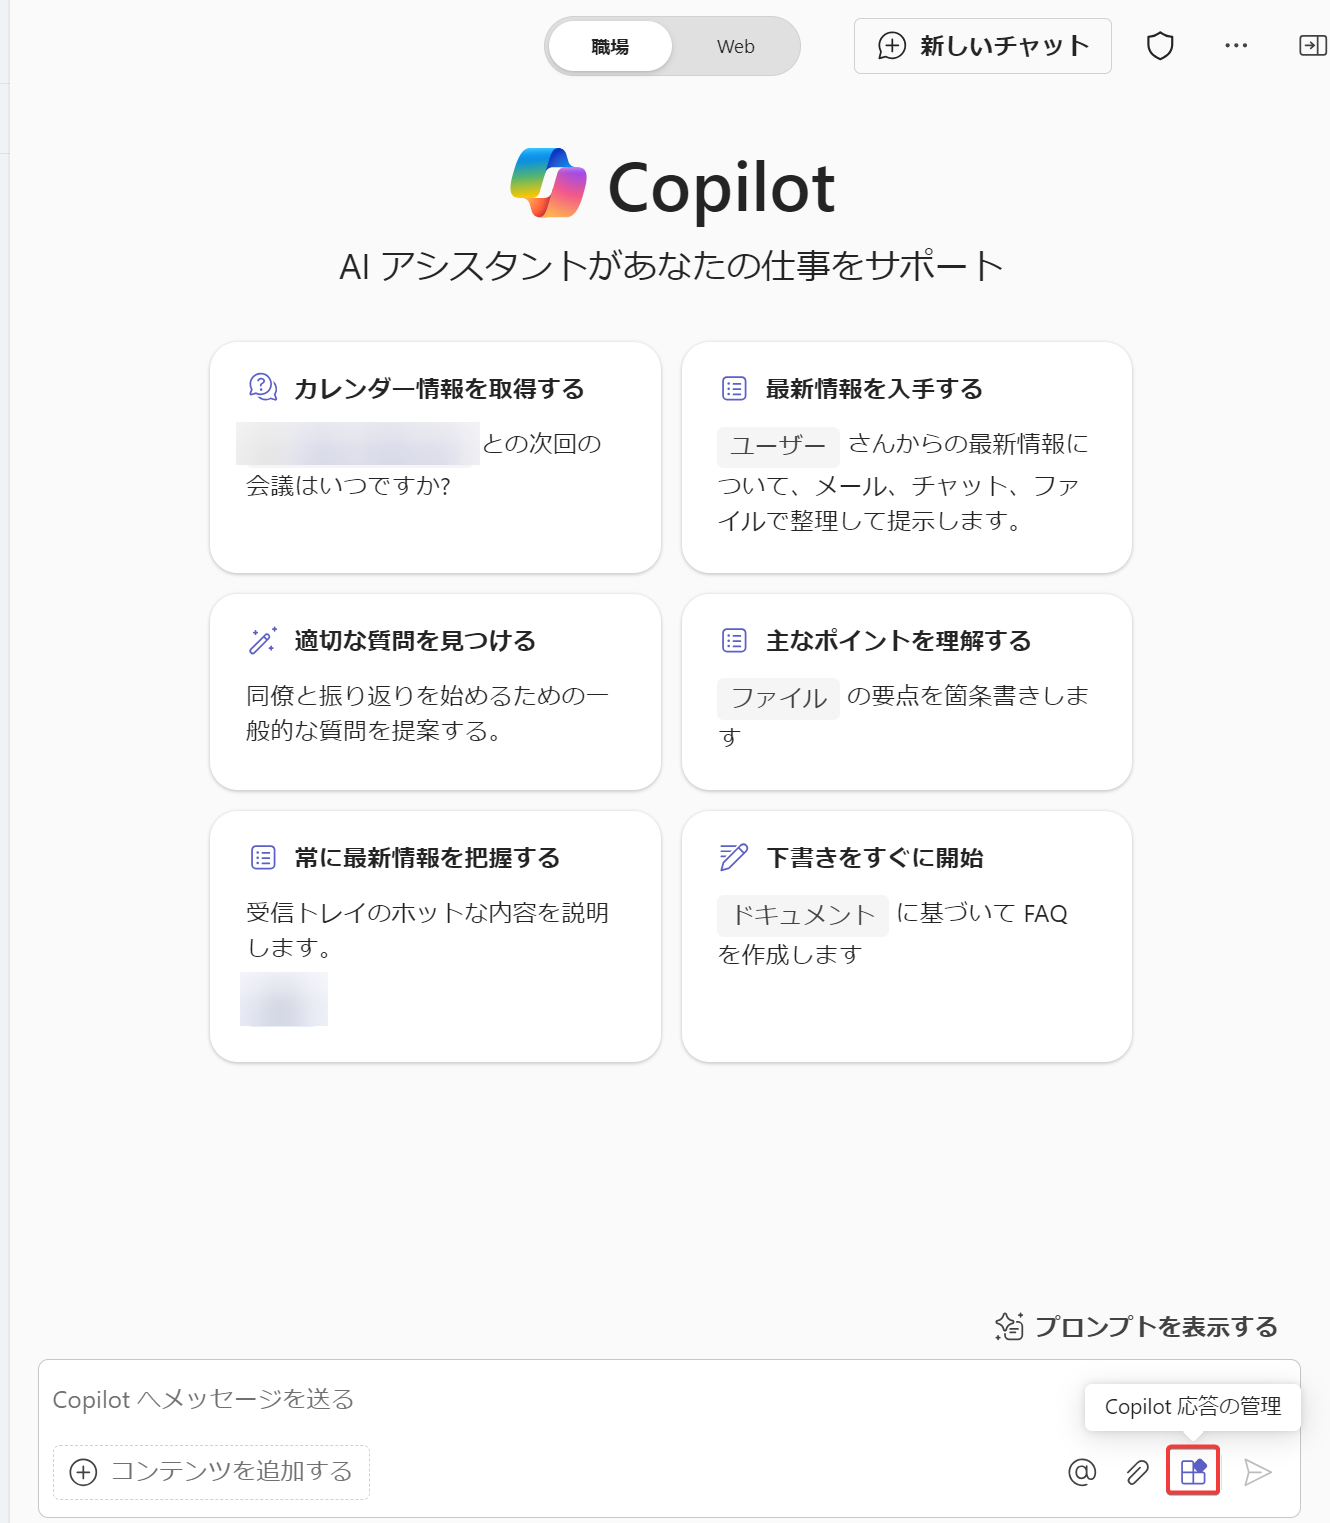 職場
Web
新しいチャット
Copilot
AI アシスタントがあなたの仕事をサポート
カレンダー情報を取得する
との次回の
会議はいつですか?
最新情報を入手する
ユーザー さんからの最新情報に
ついて、メール、チャット、ファ
イルで整理して提示します。
適切な質問を見つける
同僚と振り返りを始めるための一
般的な質問を提案する。
主なポイントを理解する
ファイル の要点を箇条書きしま
す
常に最新情報を把握する
受信トレイのホットな内容を説明
します。
下書きをすぐに開始
ドキュメント に基づいて FAQ
を作成します
プロンプトを表示する
Copilot へメッセージを送る
Copilot 応答の管理
コンテンツを追加する